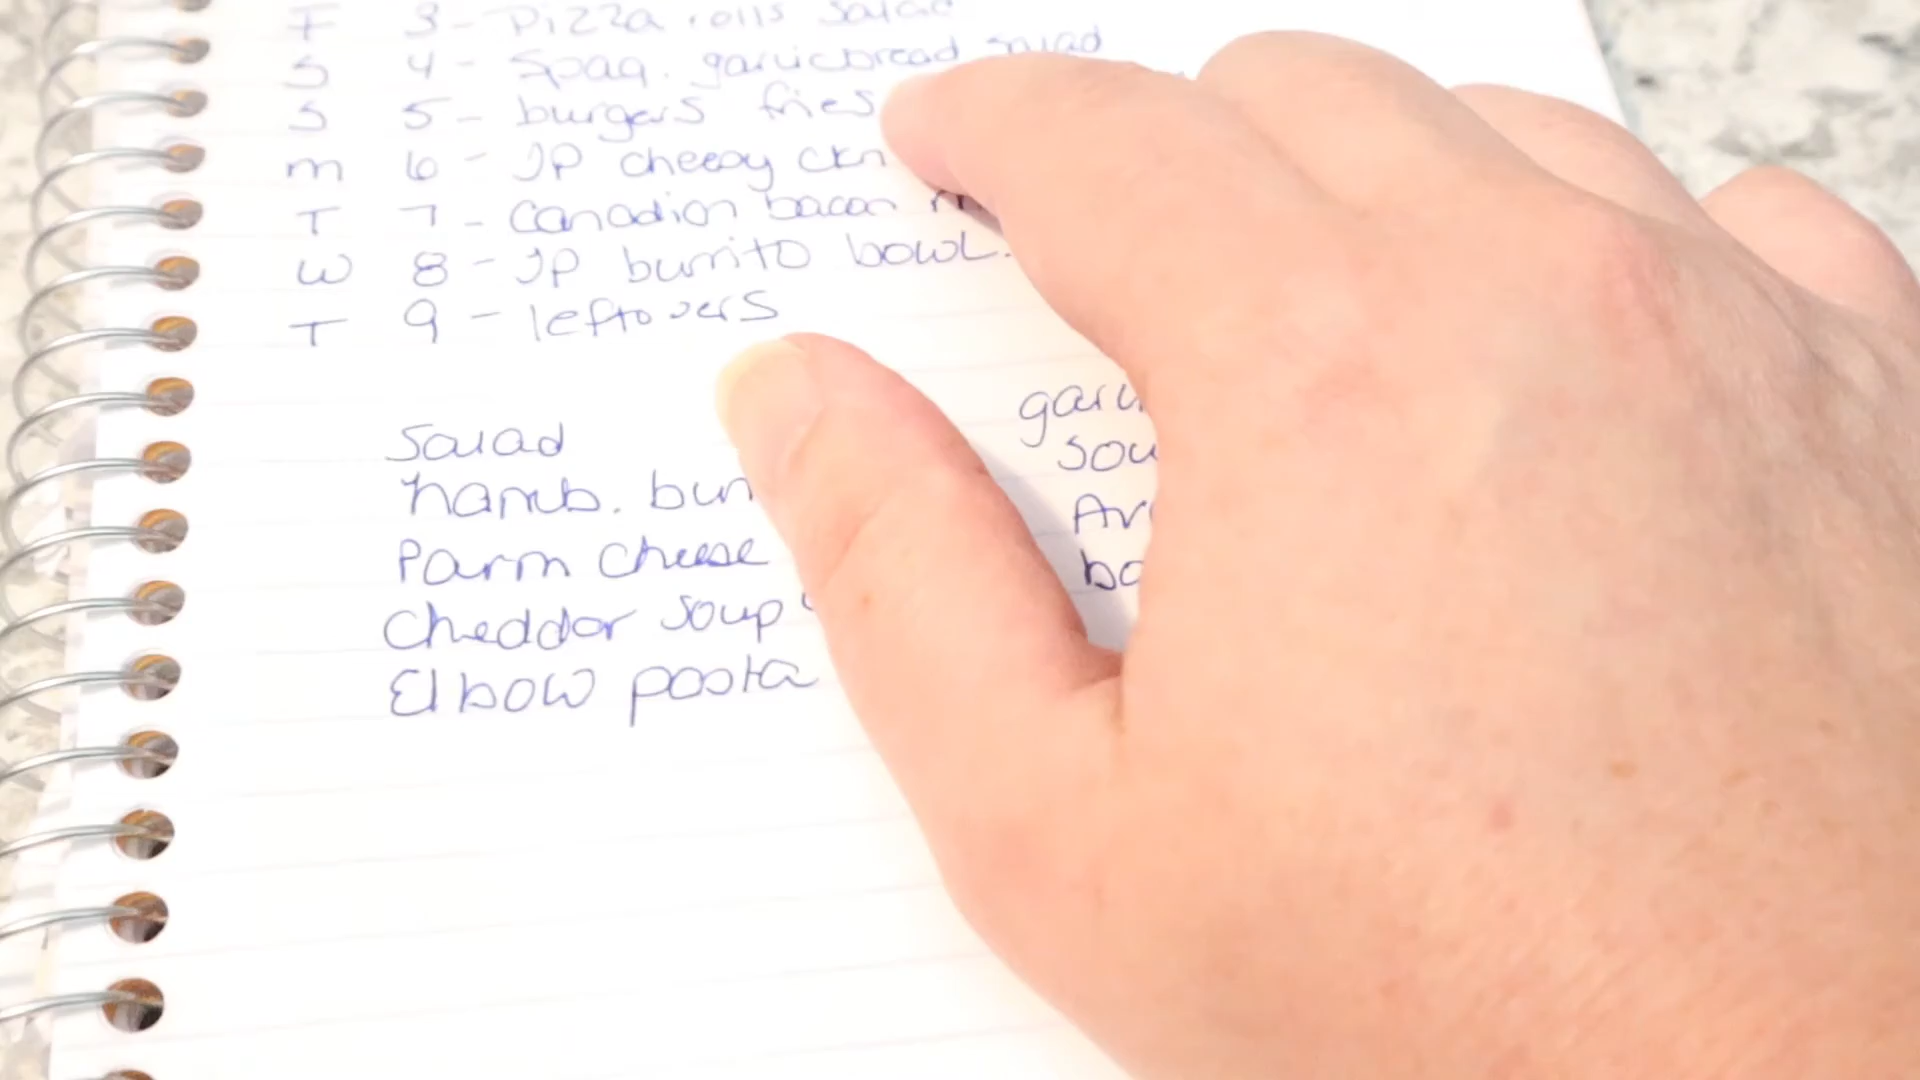 F 3 - Pizza rolls salad
S 4 - Spag. garlicbread salad
S 5 - burgers fries
m 6 - IP cheesy ckn
T 7 - Canadian bacon
W 8 - IP burrito bowl.
T 9 - leftovers
Salad
hamb. bun
Parm Cheese
Cheddar soup
Elbow pasta